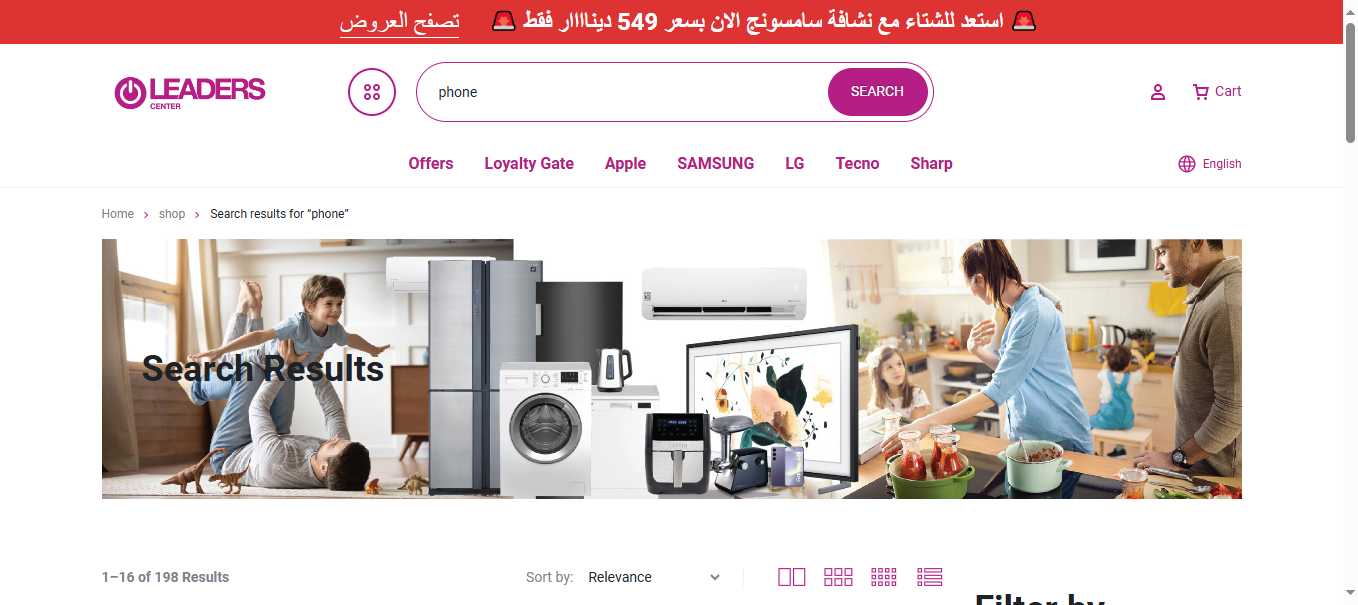 🚨 استعد للشتاء مع نشافة سامسونج الان بسعر 549 دينااااار فقط 🚨 تصفح العروض
LEADERS
CENTER
phone
SEARCH
Cart
Offers Loyalty Gate Apple SAMSUNG LG Tecno Sharp
English
Home › shop › Search results for “phone”
Search Results
1–16 of 198 Results
Sort by: Relevance
Filter by